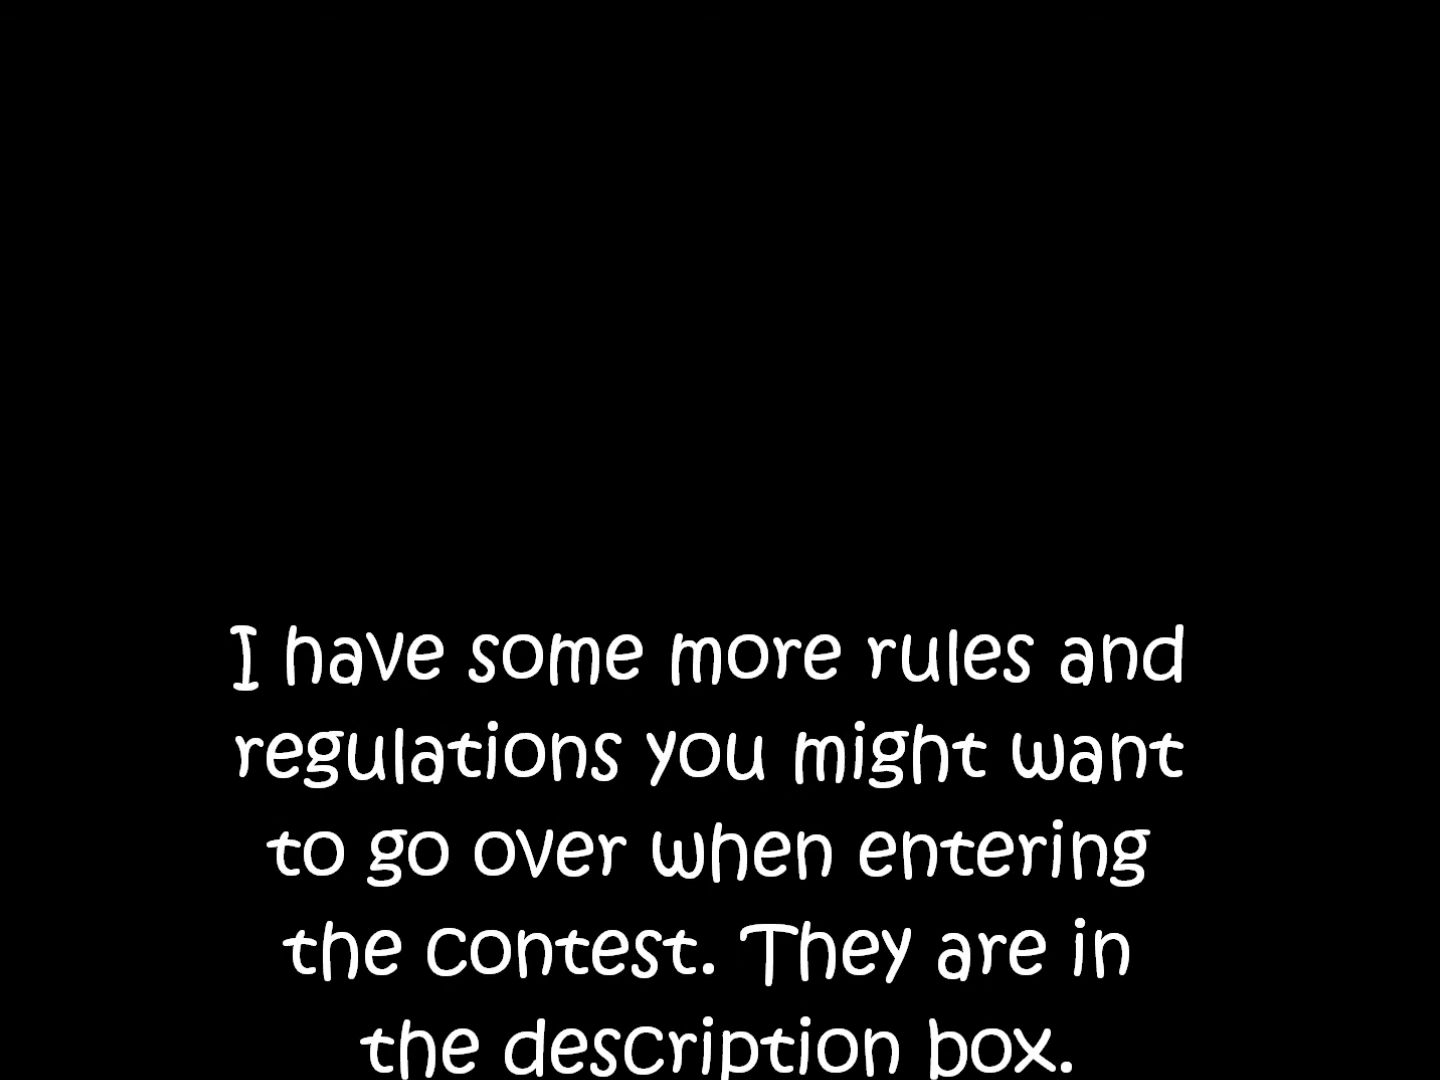 I have some more rules and
regulations you might want
to go over when entering
the contest. They are in
the description box.